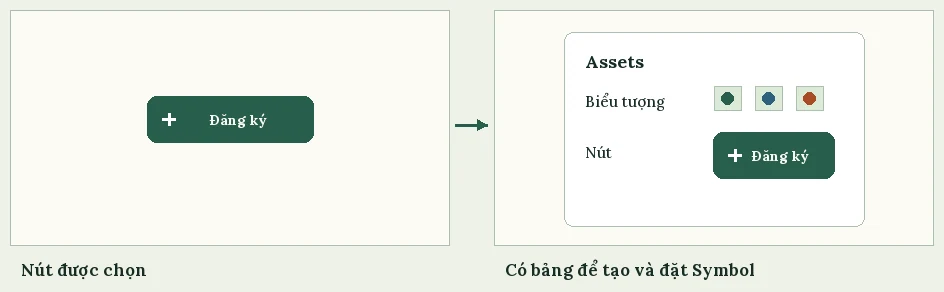 Đăng ký
Nút được chọn
Assets
Biểu tượng
Nút
Đăng ký
Có bảng để tạo và đặt Symbol